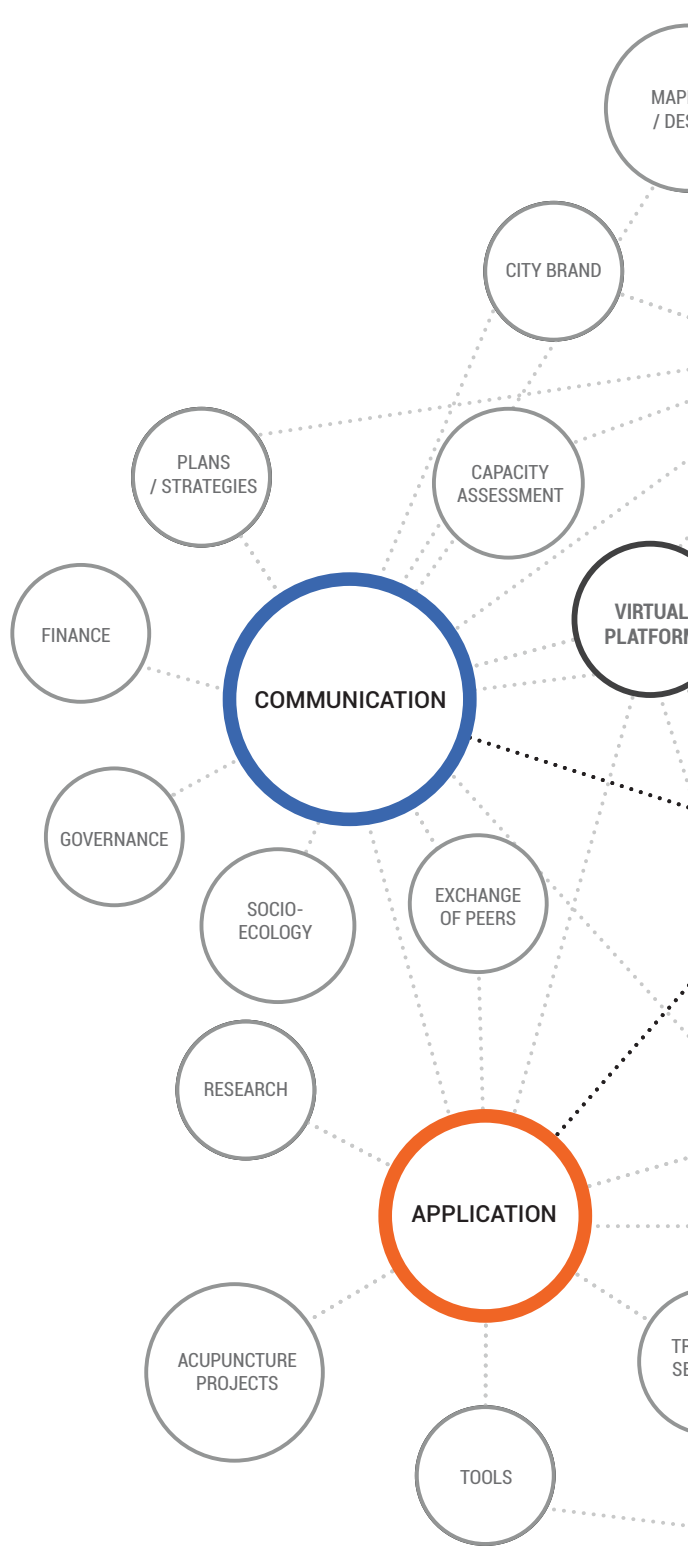 CITY BRAND
PLANS
/ STRATEGIES
CAPACITY
ASSESSMENT
FINANCE
VIRTUAL
COMMUNICATION
GOVERNANCE
EXCHANGE
OF PEERS
SOCIO-
ECOLOGY
RESEARCH
APPLICATION
ACUPUNCTURE
PROJECTS
TOOLS